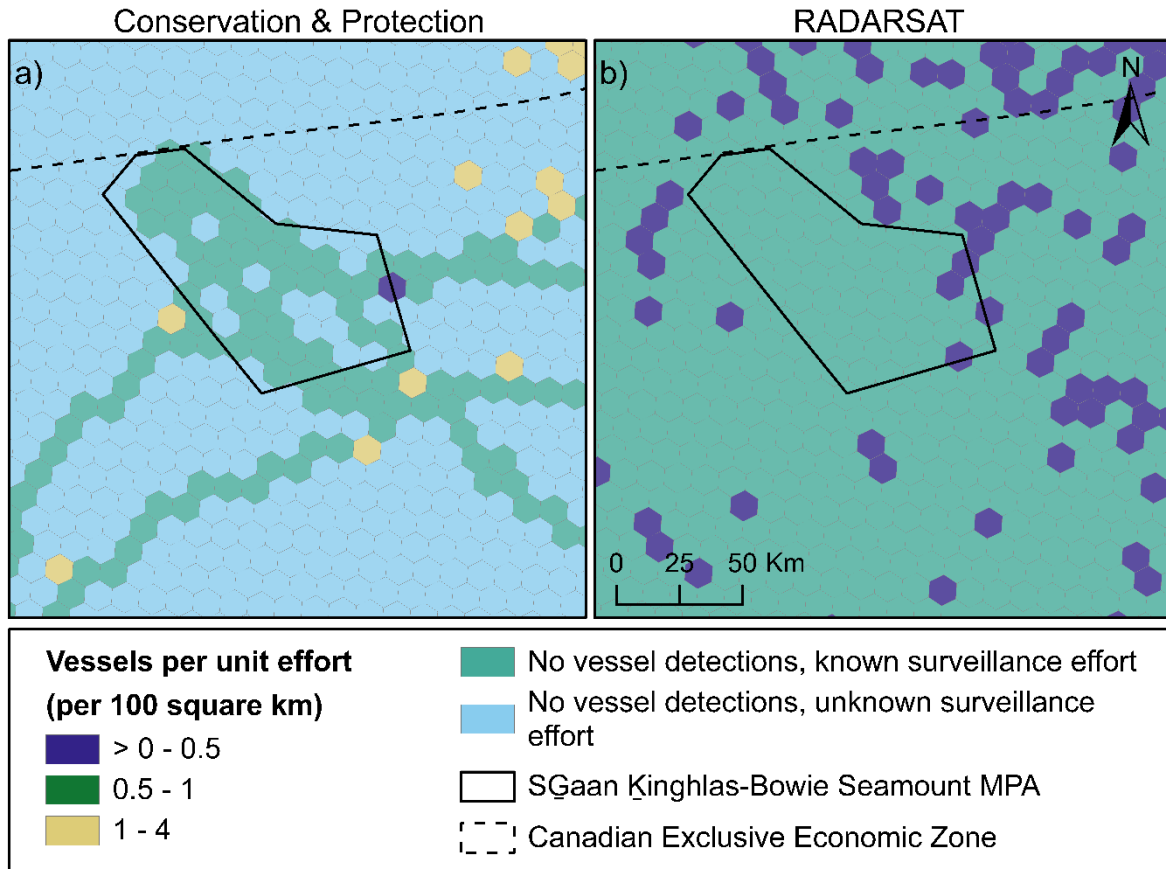 Conservation & Protection
RADARSAT
a)
b)
N
0 25 50 Km
Vessels per unit effort
(per 100 square km)
> 0 - 0.5
0.5 - 1
1 - 4
No vessel detections, known surveillance effort
No vessel detections, unknown surveillance
effort
SG̱aan Ḵinghlas-Bowie Seamount MPA
Canadian Exclusive Economic Zone